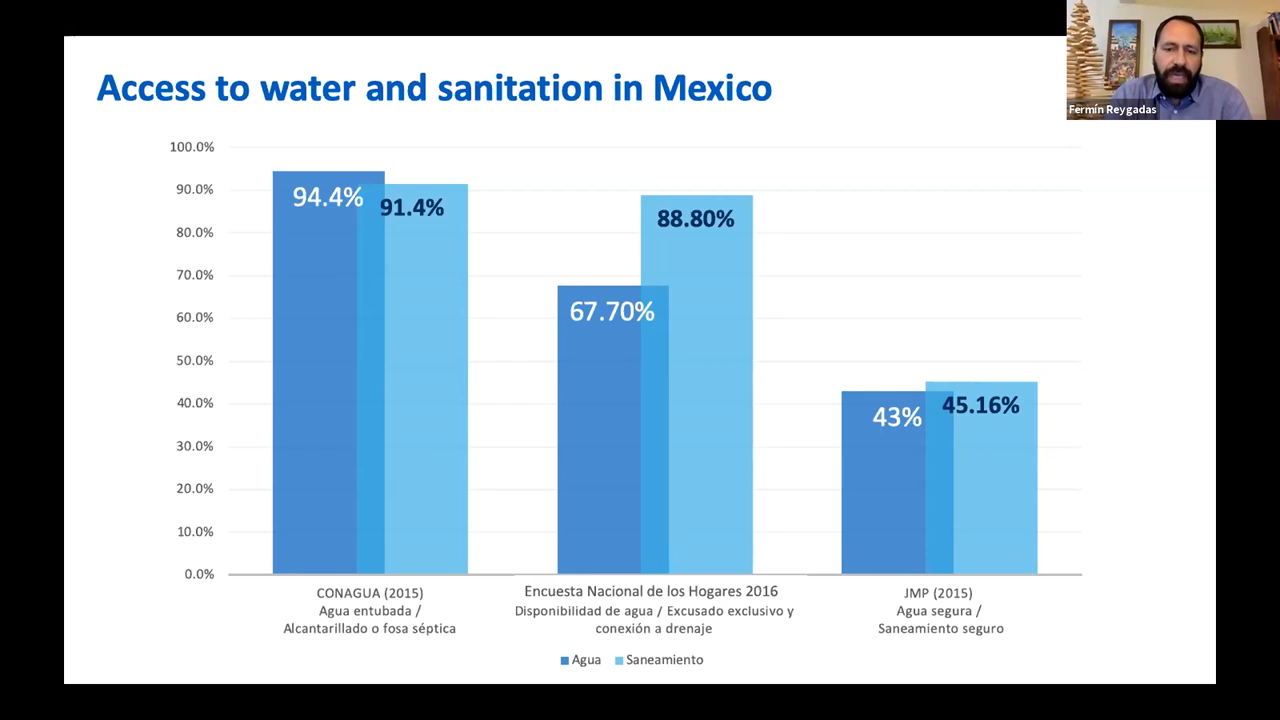 Access to water and sanitation in Mexico
Fermín Reygadas
100.0%
90.0%
80.0%
70.0%
60.0%
50.0%
40.0%
30.0%
20.0%
10.0%
0.0%
94.4%
91.4%
67.70%
88.80%
43%
45.16%
CONAGUA (2015)
Agua entubada /
Alcantarillado o fosa séptica
Encuesta Nacional de los Hogares 2016
Disponibilidad de agua / Excusado exclusivo y
conexión a drenaje
JMP (2015)
Agua segura /
Saneamiento seguro
Agua
Saneamiento